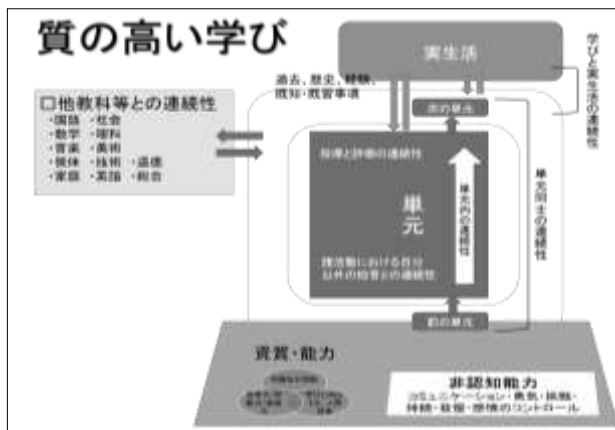 質の高い学び
実生活
学びと実生活の連続性
過去、歴史、経験、
既知・既習事項
□他教科等との連続性
・国語 ・社会
・数学 ・理科
・音楽 ・美術
・保体 ・技術 ・道徳
・家庭 ・英語 ・総合
次の単元
指導と評価の連続性
単元
単元内の連続性
単元同士の連続性
諸活動における自分
以外の他者との連続性
前の単元
資質・能力
非認知能力
コミュニケーション・勇気・挑戦・
持続・破壊・感情のコントロール